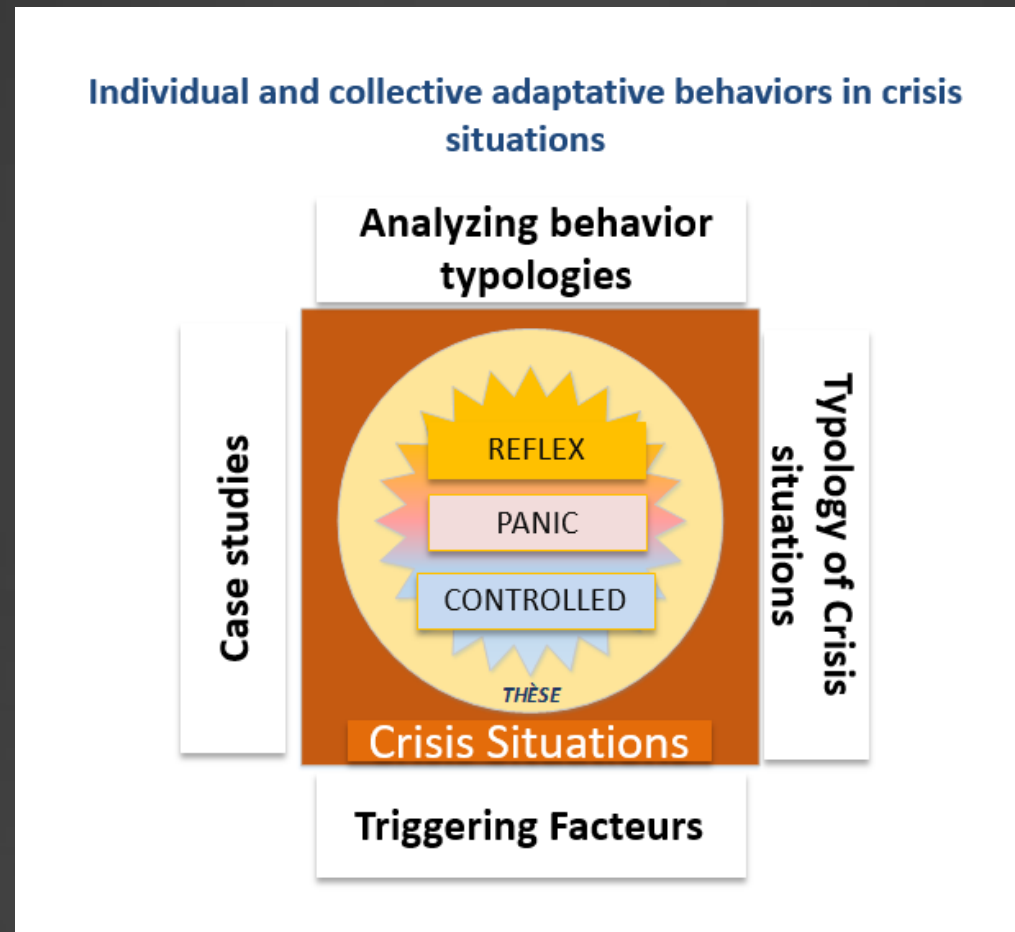 Individual and collective adaptative behaviors in crisis
situations
Analyzing behavior
typologies
Case studies
REFLEX
PANIC
CONTROLLED
THÈSE
Crisis Situations
Typology of Crisis
situations
Triggering Facteurs